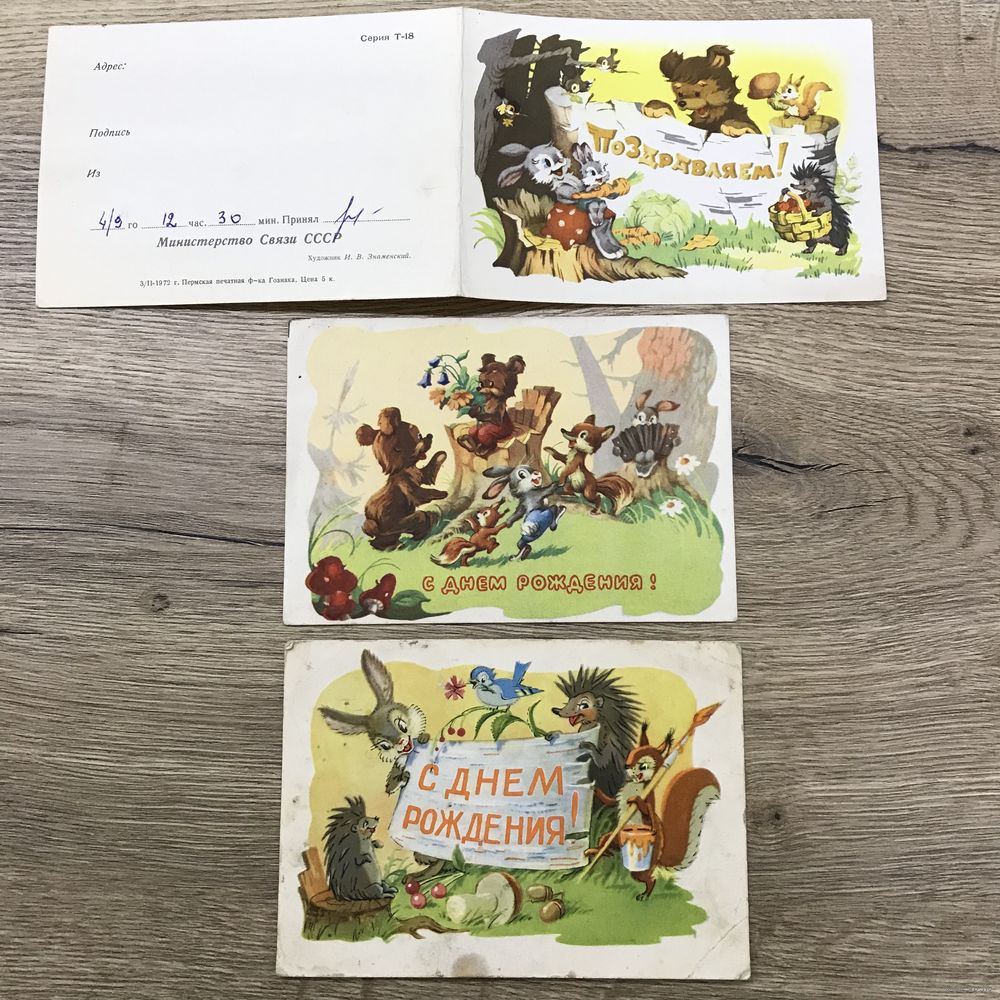 Серия Т-18
Адрес:
Подпись
Из
4/9 го 12 час. 30 мин. Принял
Министерство Связи СССР
Художник И. В. Знаменский.
3/II-1972 г. Пермская печатная ф-ка Гознака. Цена 5 к.
ПоЗдравляем!
С ДНЕМ РОЖДЕНИЯ!
С ДНЕМ
РОЖДЕНИЯ!